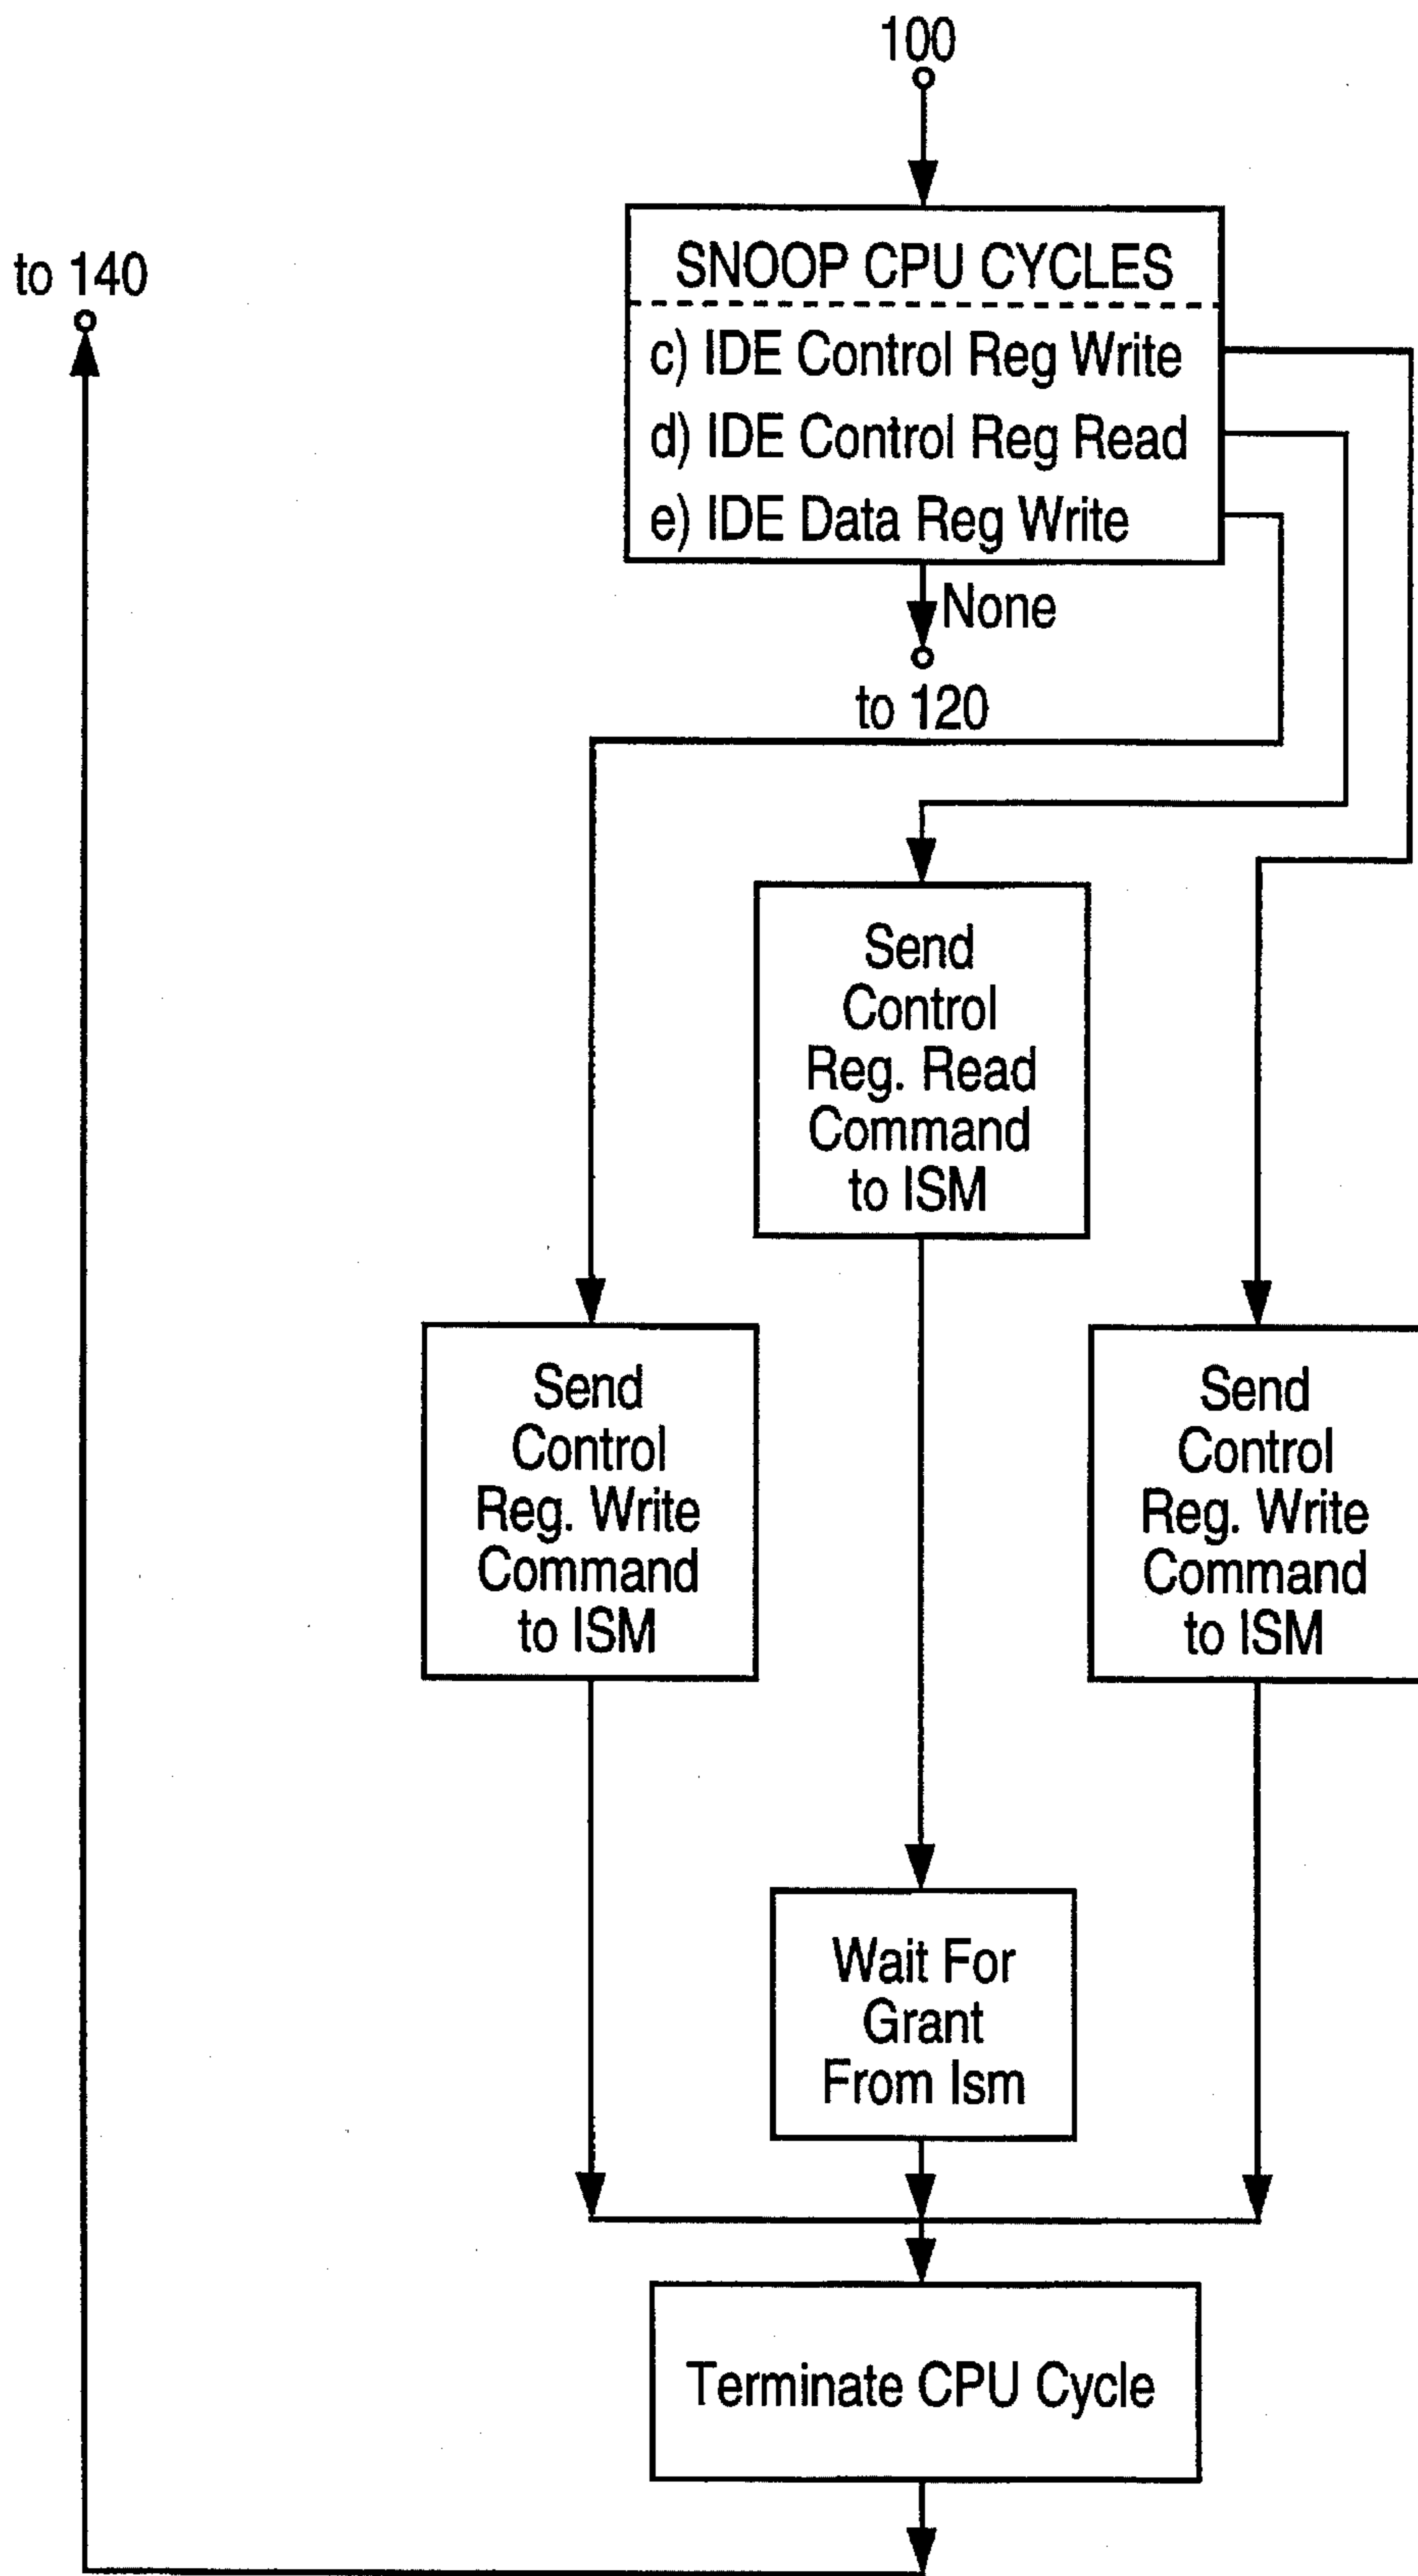 100
to 140
SNOOP CPU CYCLES
c) IDE Control Reg Write
d) IDE Control Reg Read
e) IDE Data Reg Write
None
to 120
Send
Control
Reg. Read
Command
to ISM
Send
Control
Reg. Write
Command
to ISM
Send
Control
Reg. Write
Command
to ISM
Wait For
Grant
From Ism
Terminate CPU Cycle